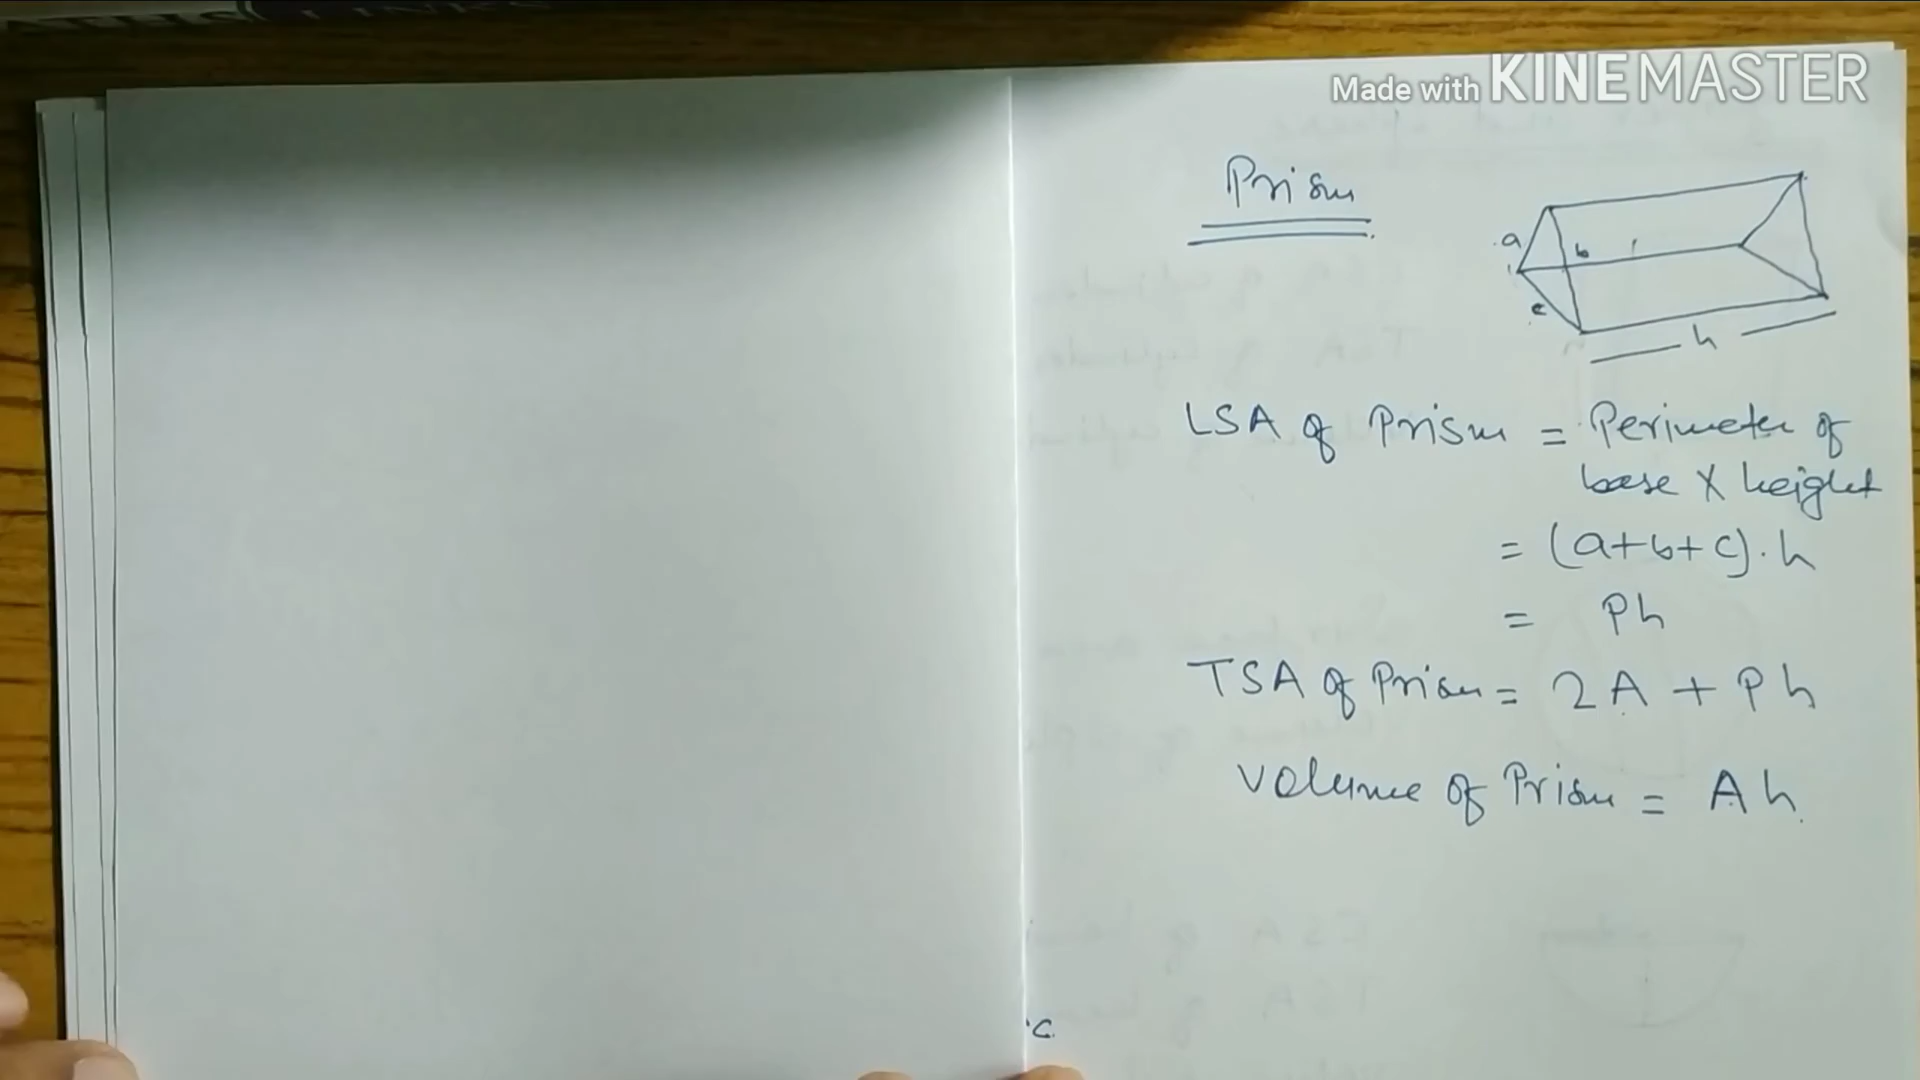 Made with KINEMASTER
Prism
a
b
c
h
LSA of Prism = Perimeter of
base X height
= (a+b+c).h
= Ph
TSA of Prism = 2A + Ph
Volume of Prism = Ah
c